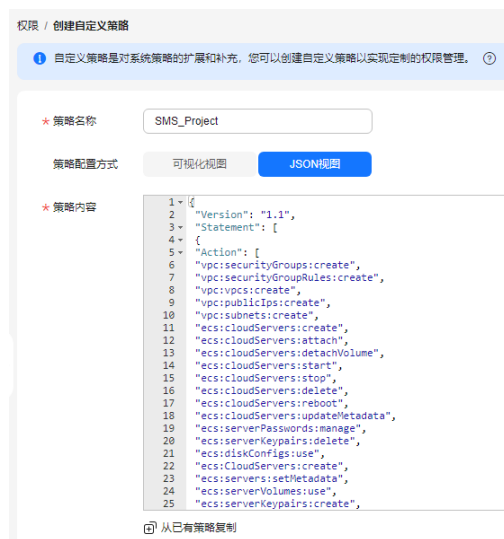 权限 / 创建自定义策略
自定义策略是对系统策略的扩展和补充，您可以创建自定义策略以实现定制的权限管理。
* 策略名称 SMS_Project
策略配置方式 可视化视图 JSON视图
* 策略内容
1 {
2 "Version": "1.1",
3 "Statement": [
4 {
5 "Action": [
6 "vpc:securityGroups:create",
7 "vpc:securityGroupRules:create",
8 "vpc:vpcs:create",
9 "vpc:publicIps:create",
10 "vpc:subnets:create",
11 "ecs:cloudServers:create",
12 "ecs:cloudServers:attach",
13 "ecs:cloudServers:detachVolume",
14 "ecs:cloudServers:start",
15 "ecs:cloudServers:stop",
16 "ecs:cloudServers:delete",
17 "ecs:cloudServers:reboot",
18 "ecs:cloudServers:updateMetadata",
19 "ecs:serverPasswords:manage",
20 "ecs:serverKeypairs:delete",
21 "ecs:diskConfigs:use",
22 "ecs:CloudServers:create",
23 "ecs:servers:setMetadata",
24 "ecs:serverVolumes:use",
25 "ecs:serverKeypairs:create",
从已有策略复制